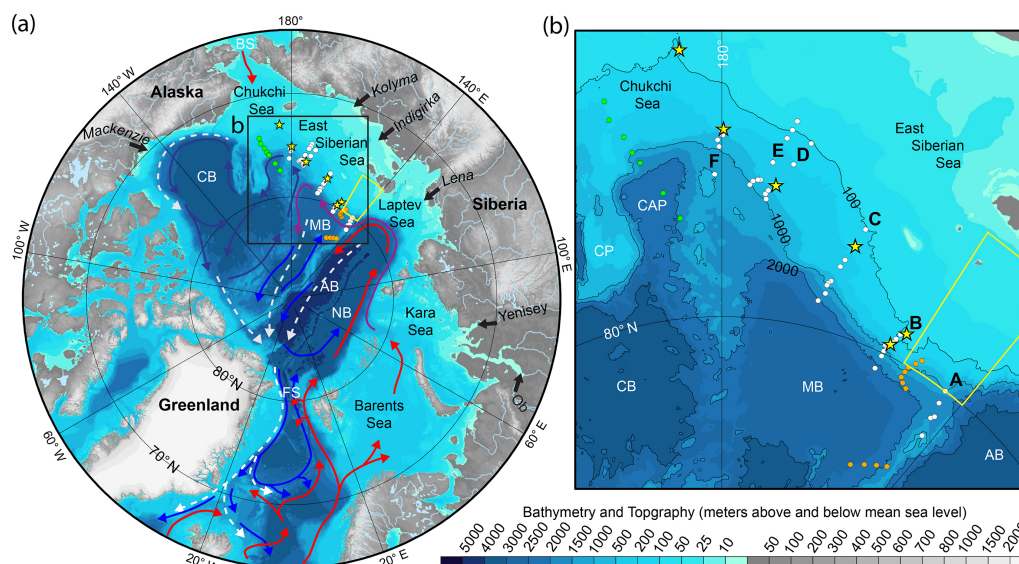 (a)
180°
(b)
BS
140° W
140° E
Alaska
Chukchi
Sea
Kolyma
Indigirka
b
East
Siberian
Sea
Mackenzie
Lena
CB
Laptev
Sea
Siberia
MB
100° W
100° E
AB
NB
Kara
Sea
Yenisey
80° N
FS
Ob
Greenland
Barents
Sea
60° W
60° E
70° N
20° W
20° E
180°
Chukchi
Sea
East
Siberian
Sea
E
D
F
CAP
C
100
1000
CP
2000
80° N
B
A
CB
MB
AB
Bathymetry and Topography (meters above and below mean sea level)
5000
4000
3000
2500
2000
1500
1000
500
100
50
25
10
50
100
200
300
400
500
600
700
800
1000
1500
200